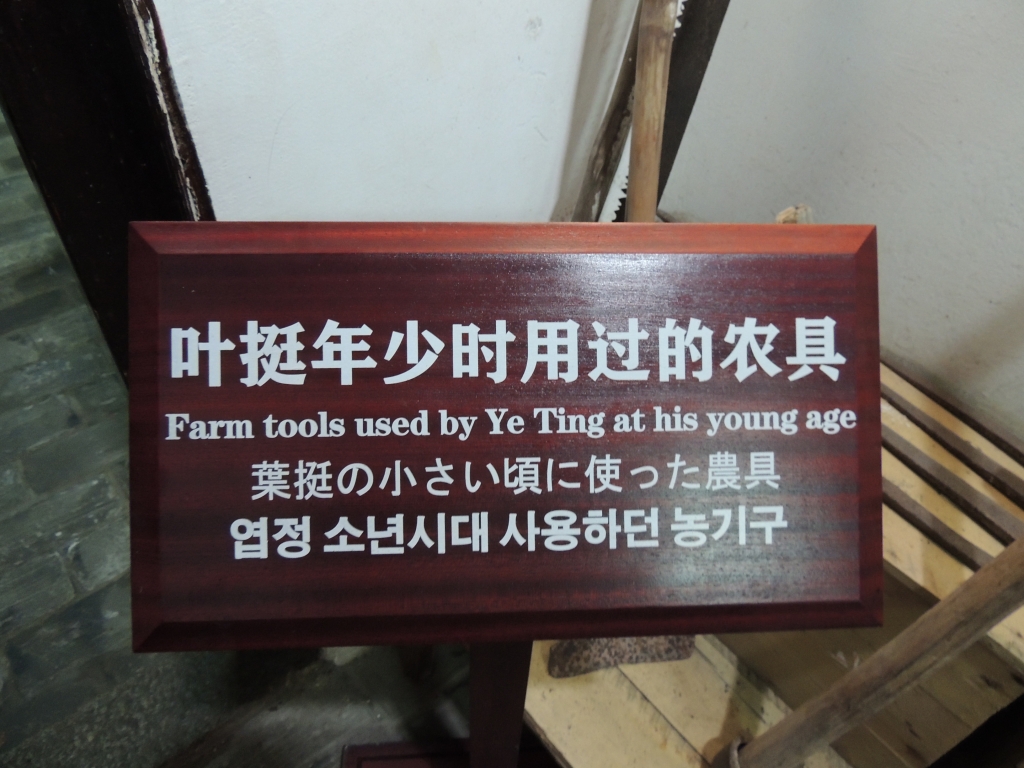 叶挺年少时用过的农具
Farm tools used by Ye Ting at his young age
葉挺の小さい頃に使った農具
엽정 소년시대 사용하던 농기구